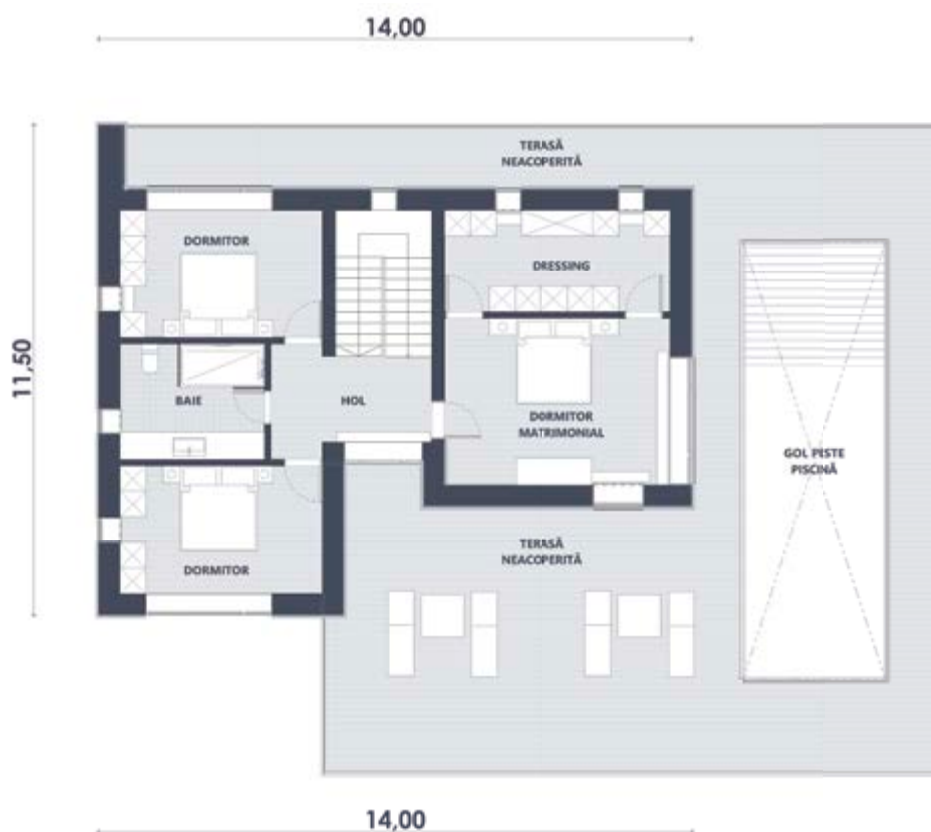 14,00
TERASĂ
NEACOPERITĂ
DORMITOR
DRESSING
11,50
BAIE
HOL
DORMITOR
MATRIMONIAL
GOL PISTE
PISCINĂ
TERASĂ
NEACOPERITĂ
DORMITOR
14,00